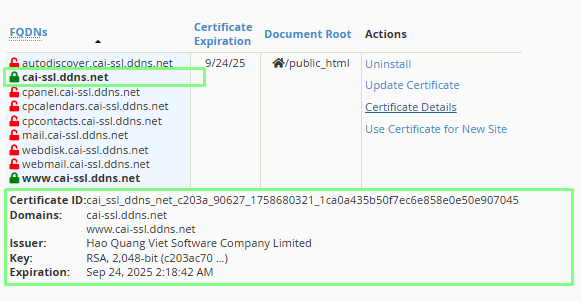 FQDNs
Certificate Expiration
Document Root
Actions
autodiscover.cai-ssl.ddns.net
9/24/25
/public_html
Uninstall
cai-ssl.ddns.net
Update Certificate
cpanel.cai-ssl.ddns.net
cpcalendars.cai-ssl.ddns.net
Certificate Details
cpcontacts.cai-ssl.ddns.net
Use Certificate for New Site
mail.cai-ssl.ddns.net
webdisk.cai-ssl.ddns.net
webmail.cai-ssl.ddns.net
www.cai-ssl.ddns.net
Certificate ID:cai_ssl_ddns_net_c203a_90627_1758680321_1ca0a435b50f7ec6e858e0e50e907045
Domains: cai-ssl.ddns.net
www.cai-ssl.ddns.net
Issuer: Hao Quang Viet Software Company Limited
Key: RSA, 2,048-bit (c203ac70 ...)
Expiration: Sep 24, 2025 2:18:42 AM